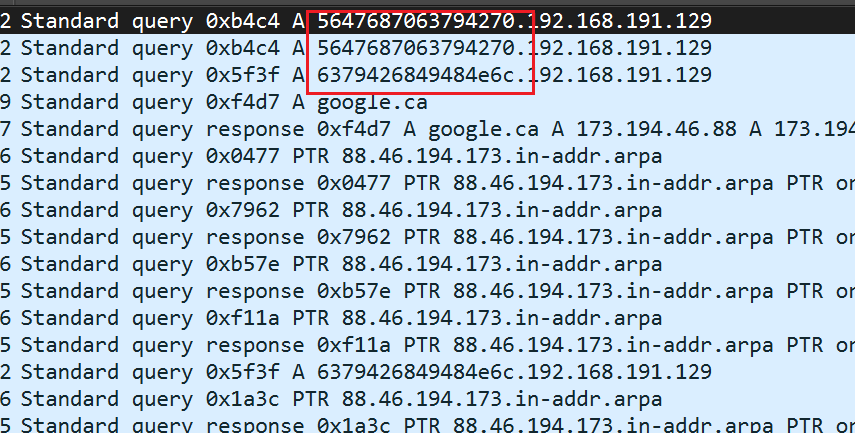 2 Standard query 0xb4c4 A 5647687063794270.192.168.191.129
2 Standard query 0xb4c4 A 5647687063794270.192.168.191.129
2 Standard query 0x5f3f A 6379426849484e6c.192.168.191.129
9 Standard query 0xf4d7 A google.ca
7 Standard query response 0xf4d7 A google.ca A 173.194.46.88 A 173.194
6 Standard query 0x0477 PTR 88.46.194.173.in-addr.arpa
5 Standard query response 0x0477 PTR 88.46.194.173.in-addr.arpa PTR or
6 Standard query 0x7962 PTR 88.46.194.173.in-addr.arpa
5 Standard query response 0x7962 PTR 88.46.194.173.in-addr.arpa PTR or
6 Standard query 0xb57e PTR 88.46.194.173.in-addr.arpa
5 Standard query response 0xb57e PTR 88.46.194.173.in-addr.arpa PTR or
6 Standard query 0xf11a PTR 88.46.194.173.in-addr.arpa
5 Standard query response 0xf11a PTR 88.46.194.173.in-addr.arpa PTR or
2 Standard query 0x5f3f A 6379426849484e6c.192.168.191.129
6 Standard query 0x1a3c PTR 88.46.194.173.in-addr.arpa
5 Standard query response 0x1a3c PTR 88.46.194.173.in-addr.arpa PTR or